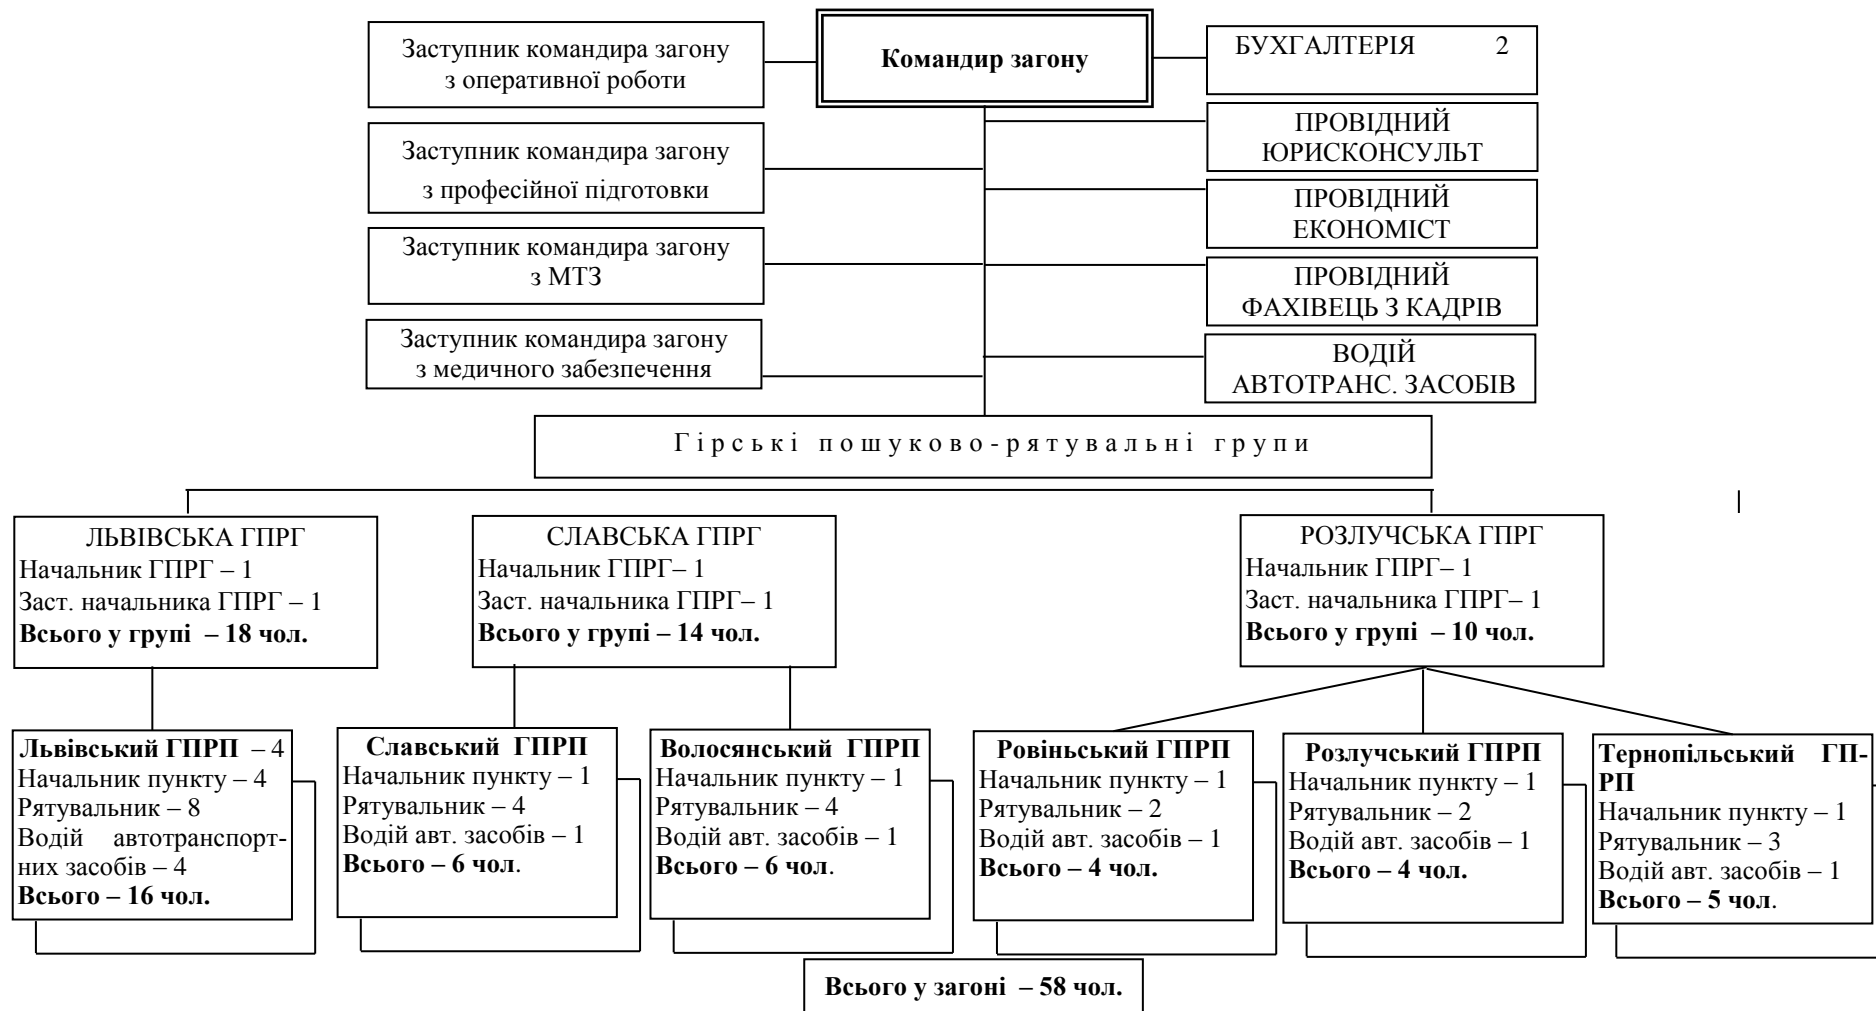 Заступник командира загону
з оперативної роботи
Командир загону
БУХГАЛТЕРІЯ 2
Заступник командира загону
з професійної підготовки
ПРОВІДНИЙ
ЮРИСКОНСУЛЬТ
ПРОВІДНИЙ
ЕКОНОМІСТ
Заступник командира загону
з МТЗ
ПРОВІДНИЙ
ФАХІВЕЦЬ З КАДРІВ
Заступник командира загону
з медичного забезпечення
ВОДІЙ
АВТОТРАНС. ЗАСОБІВ
Гірські пошуково-рятувальні групи
ЛЬВІВСЬКА ГПРГ
Начальник ГПРГ – 1
Заст. начальника ГПРГ – 1
Всього у групі – 18 чол.
СЛАВСЬКА ГПРГ
Начальник ГПРГ– 1
Заст. начальника ГПРГ– 1
Всього у групі – 14 чол.
РОЗЛУЧСЬКА ГПРГ
Начальник ГПРГ– 1
Заст. начальника ГПРГ– 1
Всього у групі – 10 чол.
Львівський ГПРП – 4
Начальник пункту – 4
Рятувальник – 8
Водій автотранспорт-
них засобів – 4
Всього – 16 чол.
Славський ГПРП
Начальник пункту – 1
Рятувальник – 4
Водій авт. засобів – 1
Всього – 6 чол.
Волосянський ГПРП
Начальник пункту – 1
Рятувальник – 4
Водій авт. засобів – 1
Всього – 6 чол.
Ровіньський ГПРП
Начальник пункту – 1
Рятувальник – 2
Водій авт. засобів – 1
Всього – 4 чол.
Розлучський ГПРП
Начальник пункту – 1
Рятувальник – 2
Водій авт. засобів – 1
Всього – 4 чол.
Тернопільський ГП-
РП
Начальник пункту – 1
Рятувальник – 3
Водій авт. засобів – 1
Всього – 5 чол.
Всього у загоні – 58 чол.